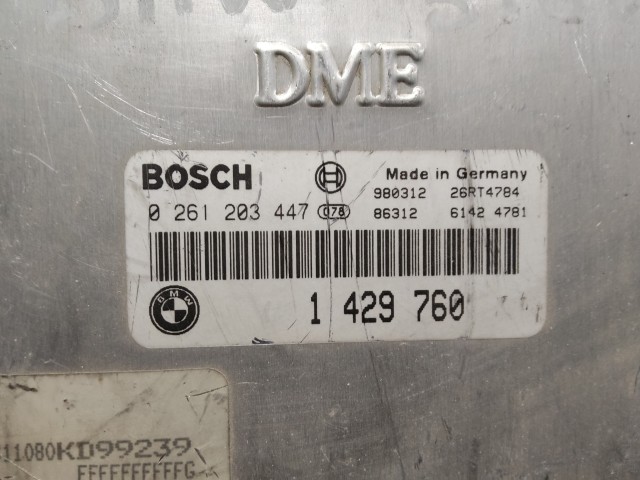 DME
BOSCH Made in Germany
980312 26RT4784
0 261 203 447 078 86312 6142 4781
BMW 1 429 760
11080KD99239
FFFFFFFFFFG